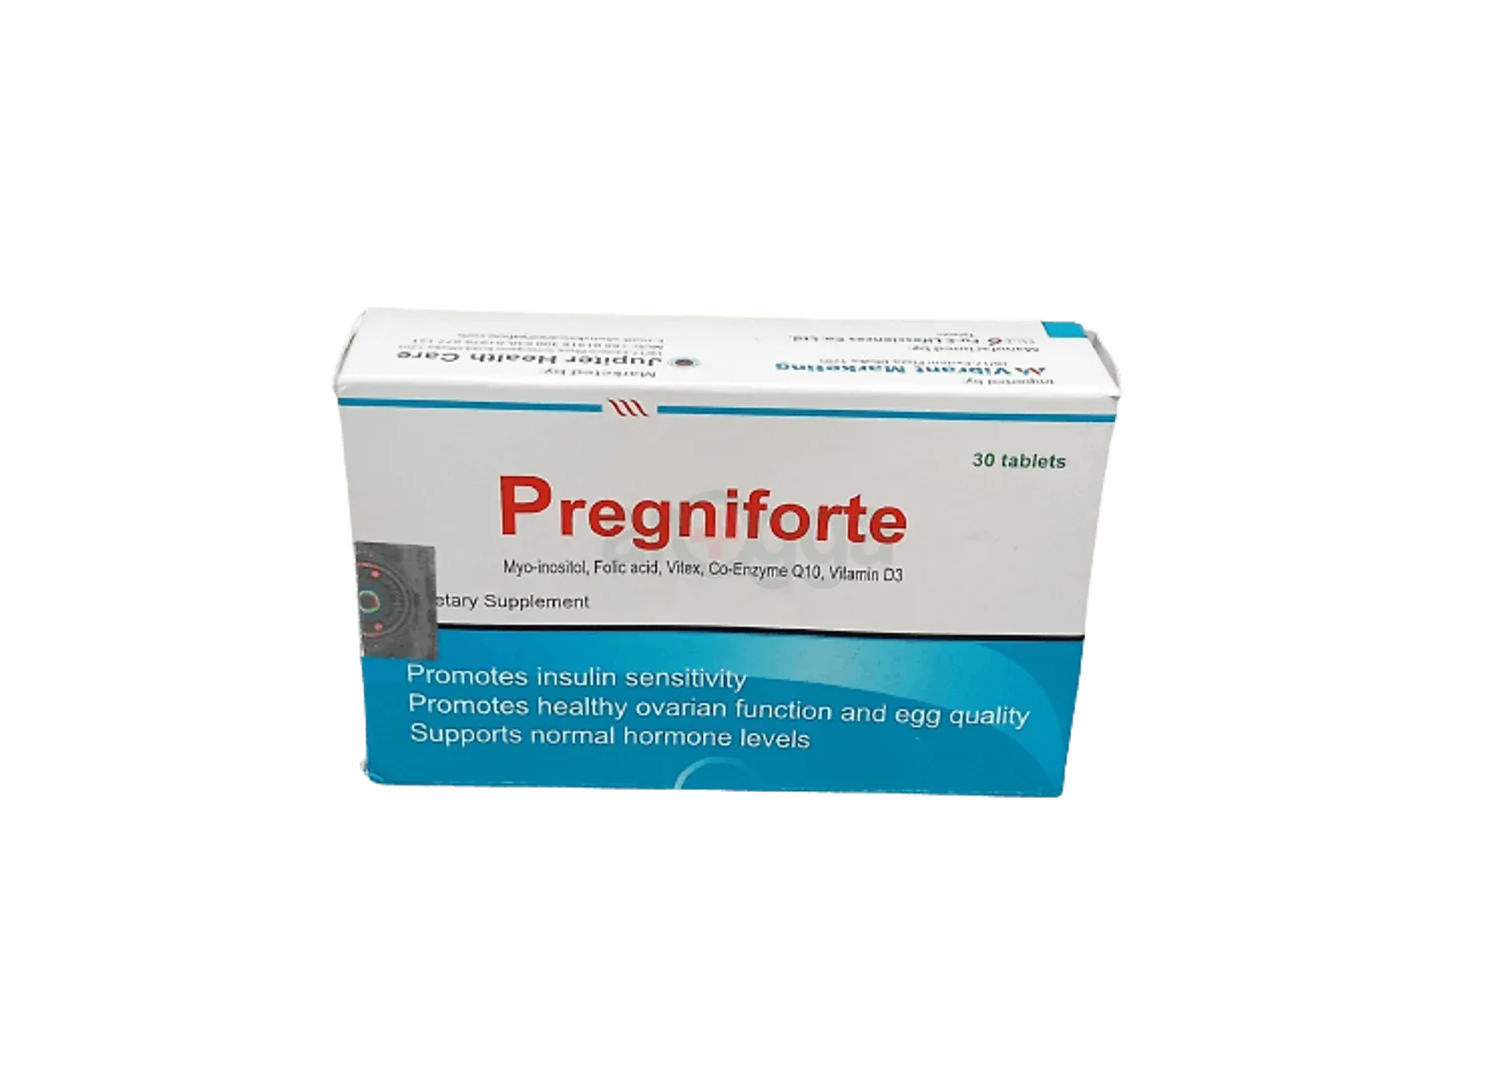 Marketed by:
Jupiter Health Care
Imported by:
Vibrant Marketing
Manufactured by:
30 tablets
Pregniforte
Myo-inositol, Folic acid, Vitex, Co-Enzyme Q10, Vitamin D3
etary Supplement
Promotes insulin sensitivity
Promotes healthy ovarian function and egg quality
Supports normal hormone levels